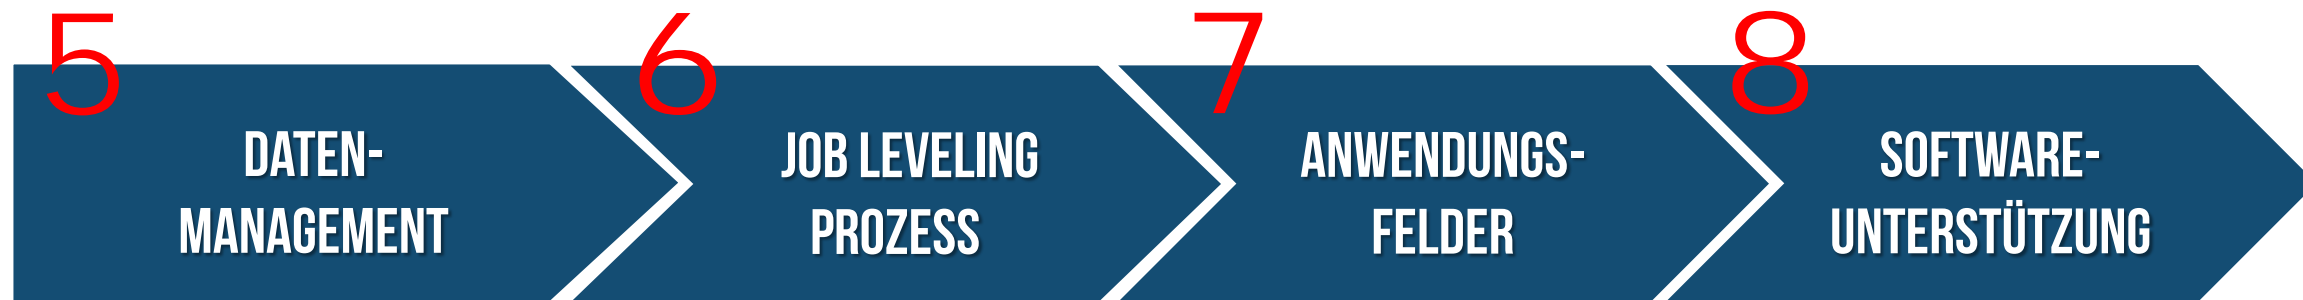 5
DATEN-
MANAGEMENT
6
JOB LEVELING
PROZESS
7
ANWENDUNGS-
FELDER
8
SOFTWARE-
UNTERSTÜTZUNG